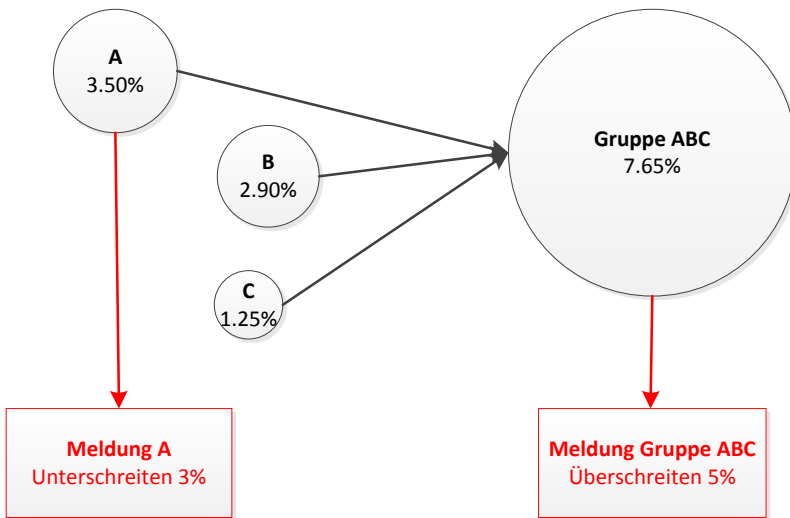 A
3.50%
B
2.90%
C
1.25%
Gruppe ABC
7.65%
Meldung A
Unterschreiten 3%
Meldung Gruppe ABC
Überschreiten 5%